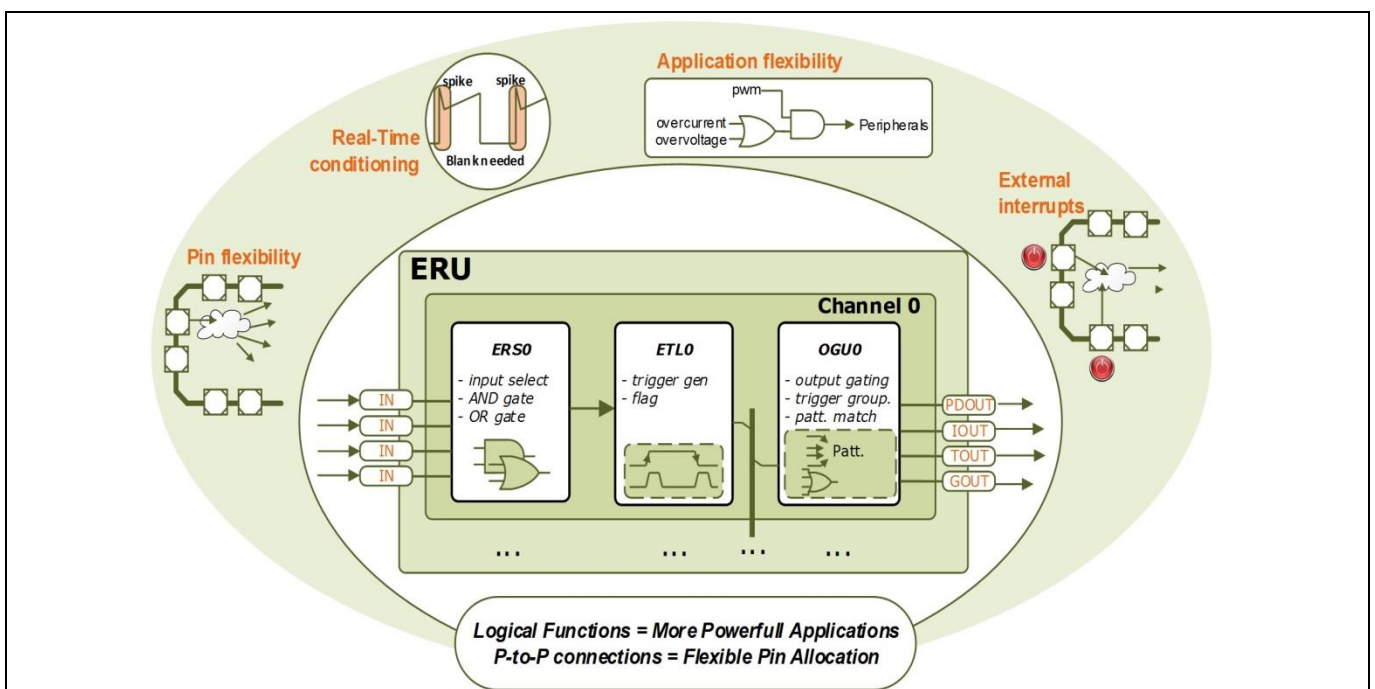 Application flexibility
spike
spike
pwm
overcurrent
overvoltage
Peripherals
Real-Time
conditioning
Blank needed
External
interrupts
Pin flexibility
ERU
Channel 0
ERS0
- input select
- AND gate
- OR gate
ETL0
- trigger gen
- flag
OGU0
- output gating
- trigger group.
- patt. match
Patt.
IN
IN
IN
IN
PDOUT
IOUT
TOUT
GOUT
...
...
...
...
Logical Functions = More Powerfull Applications
P-to-P connections = Flexible Pin Allocation